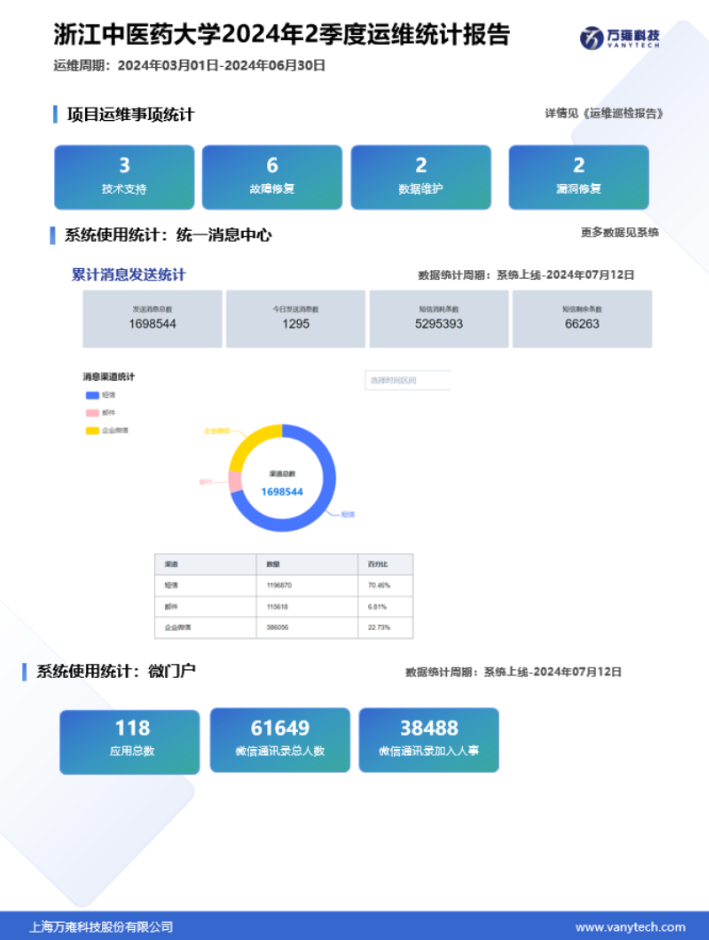 浙江中医药大学2024年2季度运维统计报告
万雍科技
VANYTECH
运维周期：2024年03月01日-2024年06月30日
项目运维事项统计
详情见《运维巡检报告》
3
技术支持
6
故障修复
2
数据维护
2
漏洞修复
系统使用统计：统一消息中心
更多数据见系统
累计消息发送统计
数据统计周期：系统上线-2024年07月12日
发送消息总数
1698544
今日发送消息数
1295
短信消耗条数
5295393
短信剩余条数
66263
消息渠道统计
选择时间区间
短信
邮件
企业微信
企业微信
邮件
渠道总数
1698544
短信
渠道 数量 百分比
短信 1196870 70.46%
邮件 115618 6.81%
企业微信 386056 22.73%
系统使用统计：微门户
数据统计周期：系统上线-2024年07月12日
118
应用总数
61649
微信通讯录总人数
38488
微信通讯录加入人事
上海万雍科技股份有限公司
www.vanytech.com